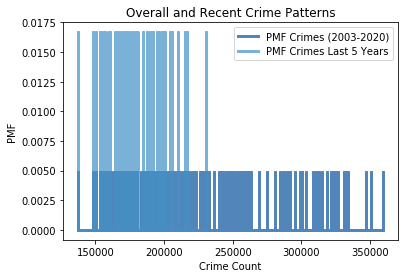 Overall and Recent Crime Patterns
PMF Crimes (2003-2020)
PMF Crimes Last 5 Years
0.0175
0.0150
0.0125
0.0100
0.0075
0.0050
0.0025
0.0000
PMF
150000 200000 250000 300000 350000
Crime Count